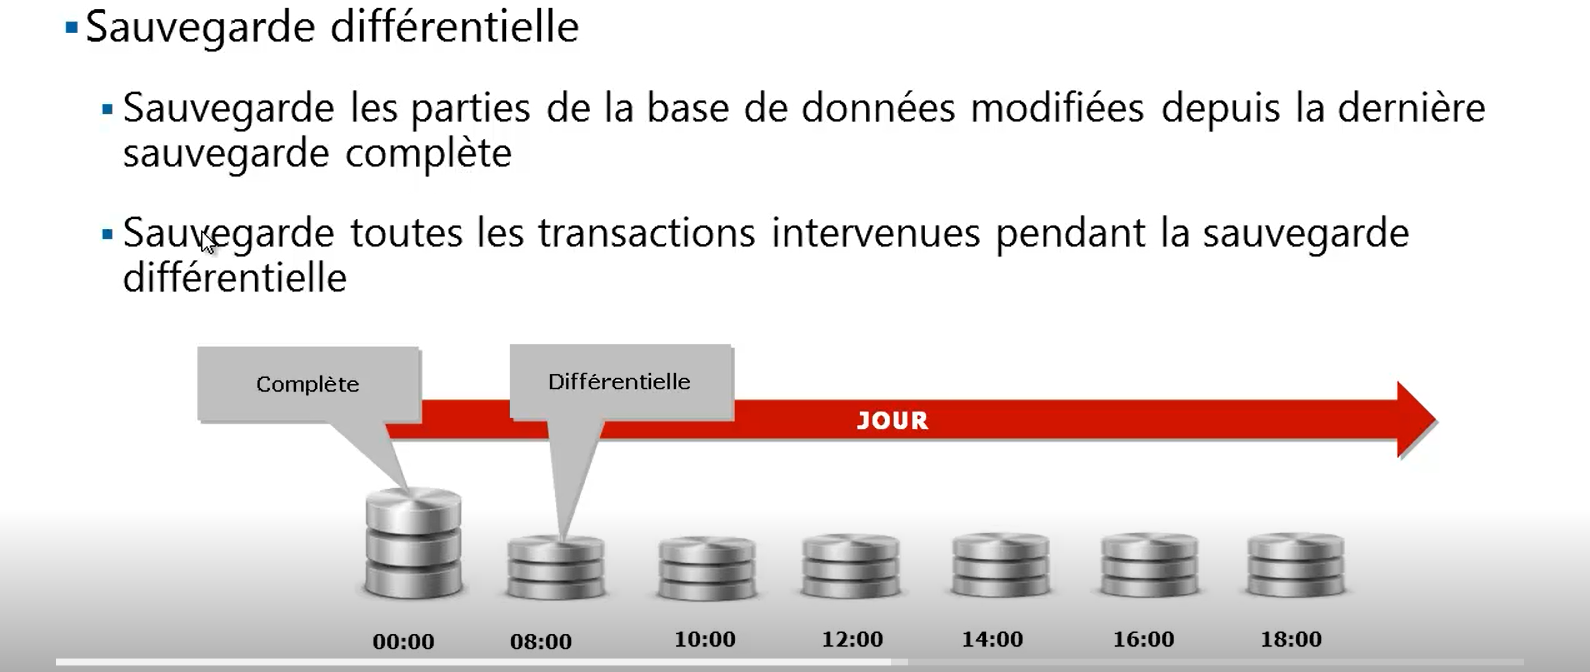 Sauvegarde différentielle
Sauvegarde les parties de la base de données modifiées depuis la dernière
sauvegarde complète
Sauvegarde toutes les transactions intervenues pendant la sauvegarde
différentielle
Complète
Différentielle
JOUR
00:00 08:00 10:00 12:00 14:00 16:00 18:00